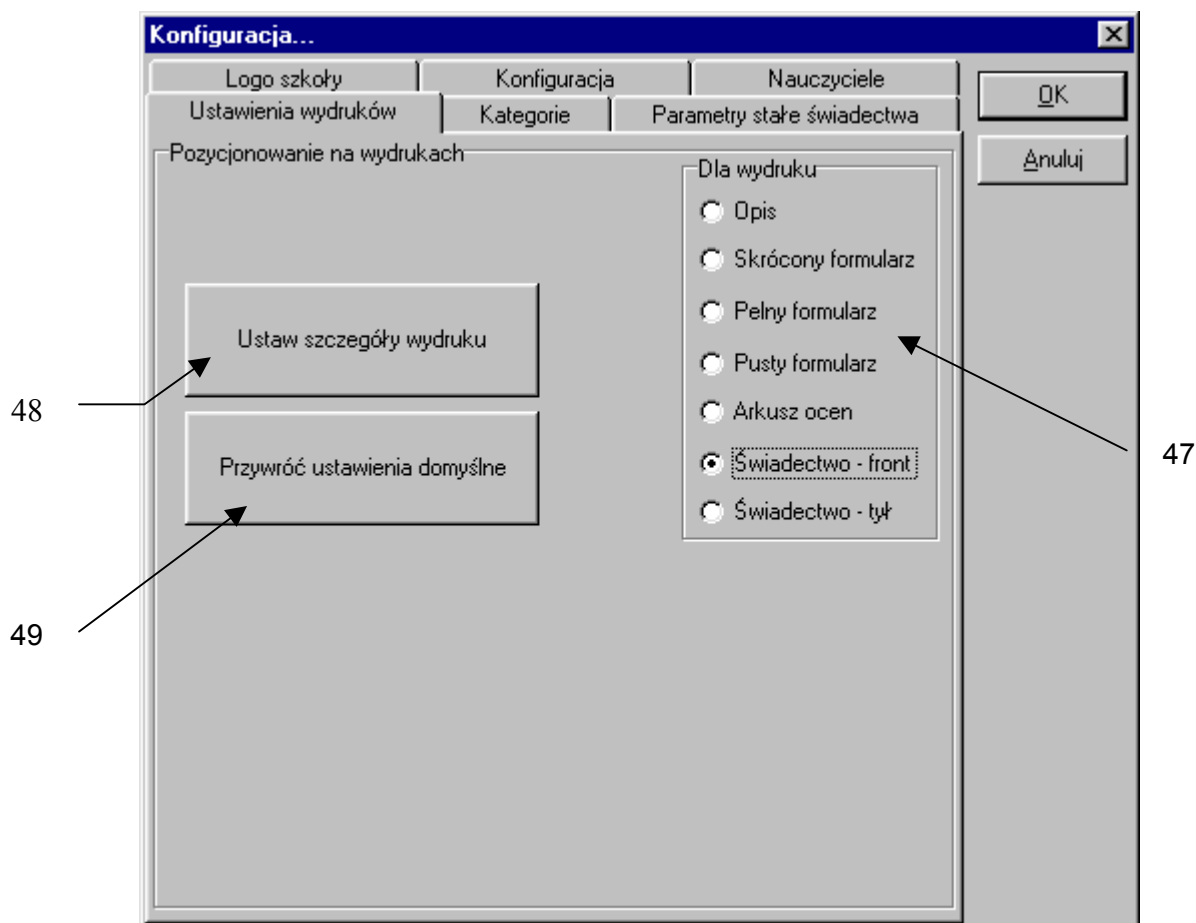 Konfiguracja...
Logo szkoły
Konfiguracja
Nauczyciele
Ustawienia wydruków
Kategorie
Parametry stałe świadectwa
OK
Anuluj
Pozycjonowanie na wydrukach
Dla wydruku
Opis
Skrócony formularz
Pelny formularz
Pusty formularz
Arkusz ocen
Świadectwo - front
Świadectwo - tył
Ustaw szczegóły wydruku
Przywróć ustawienia domyślne
48
47
49